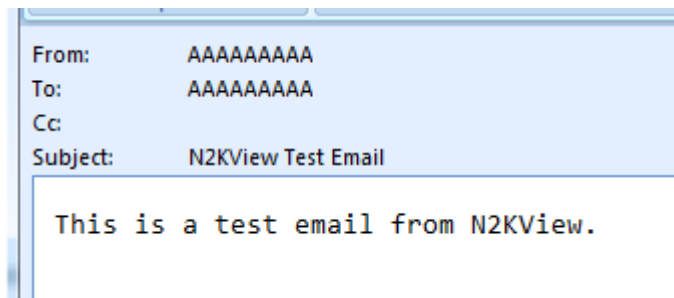 From: AAAAAAAAA
To: AAAAAAAAA
Cc:
Subject: N2KView Test Email
This is a test email from N2KView.